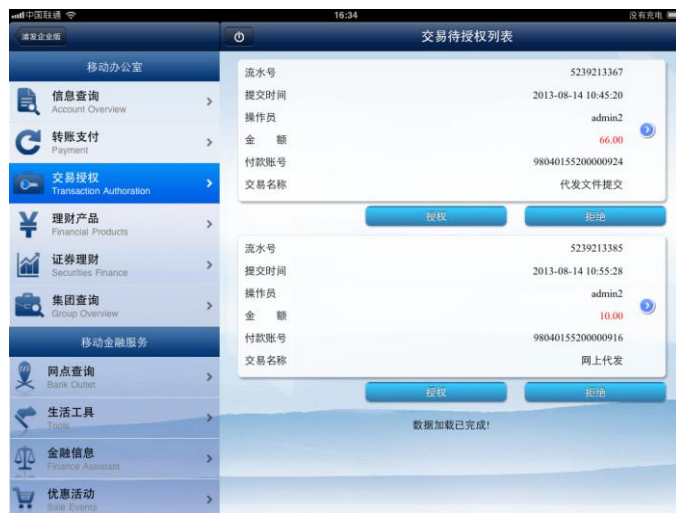 中国联通
16:34
没有充电
浦发企业版
交易待授权列表
移动办公室
信息查询
Account Overview
转账支付
Payment
交易授权
Transaction Authoration
理财产品
Financial Products
证券理财
Securities Finance
集团查询
Group Overview
移动金融服务
网点查询
Bank Outlet
生活工具
Tools
金融信息
Finance Assistant
优惠活动
Sale Events
流水号 5239213367
提交时间 2013-08-14 10:45:20
操作员 admin2
金 额 66.00
付款账号 98040155200000924
交易名称 代发文件提交
授权 拒绝
流水号 5239213385
提交时间 2013-08-14 10:55:28
操作员 admin2
金 额 10.00
付款账号 98040155200000916
交易名称 网上代发
授权 拒绝
数据加载已完成!